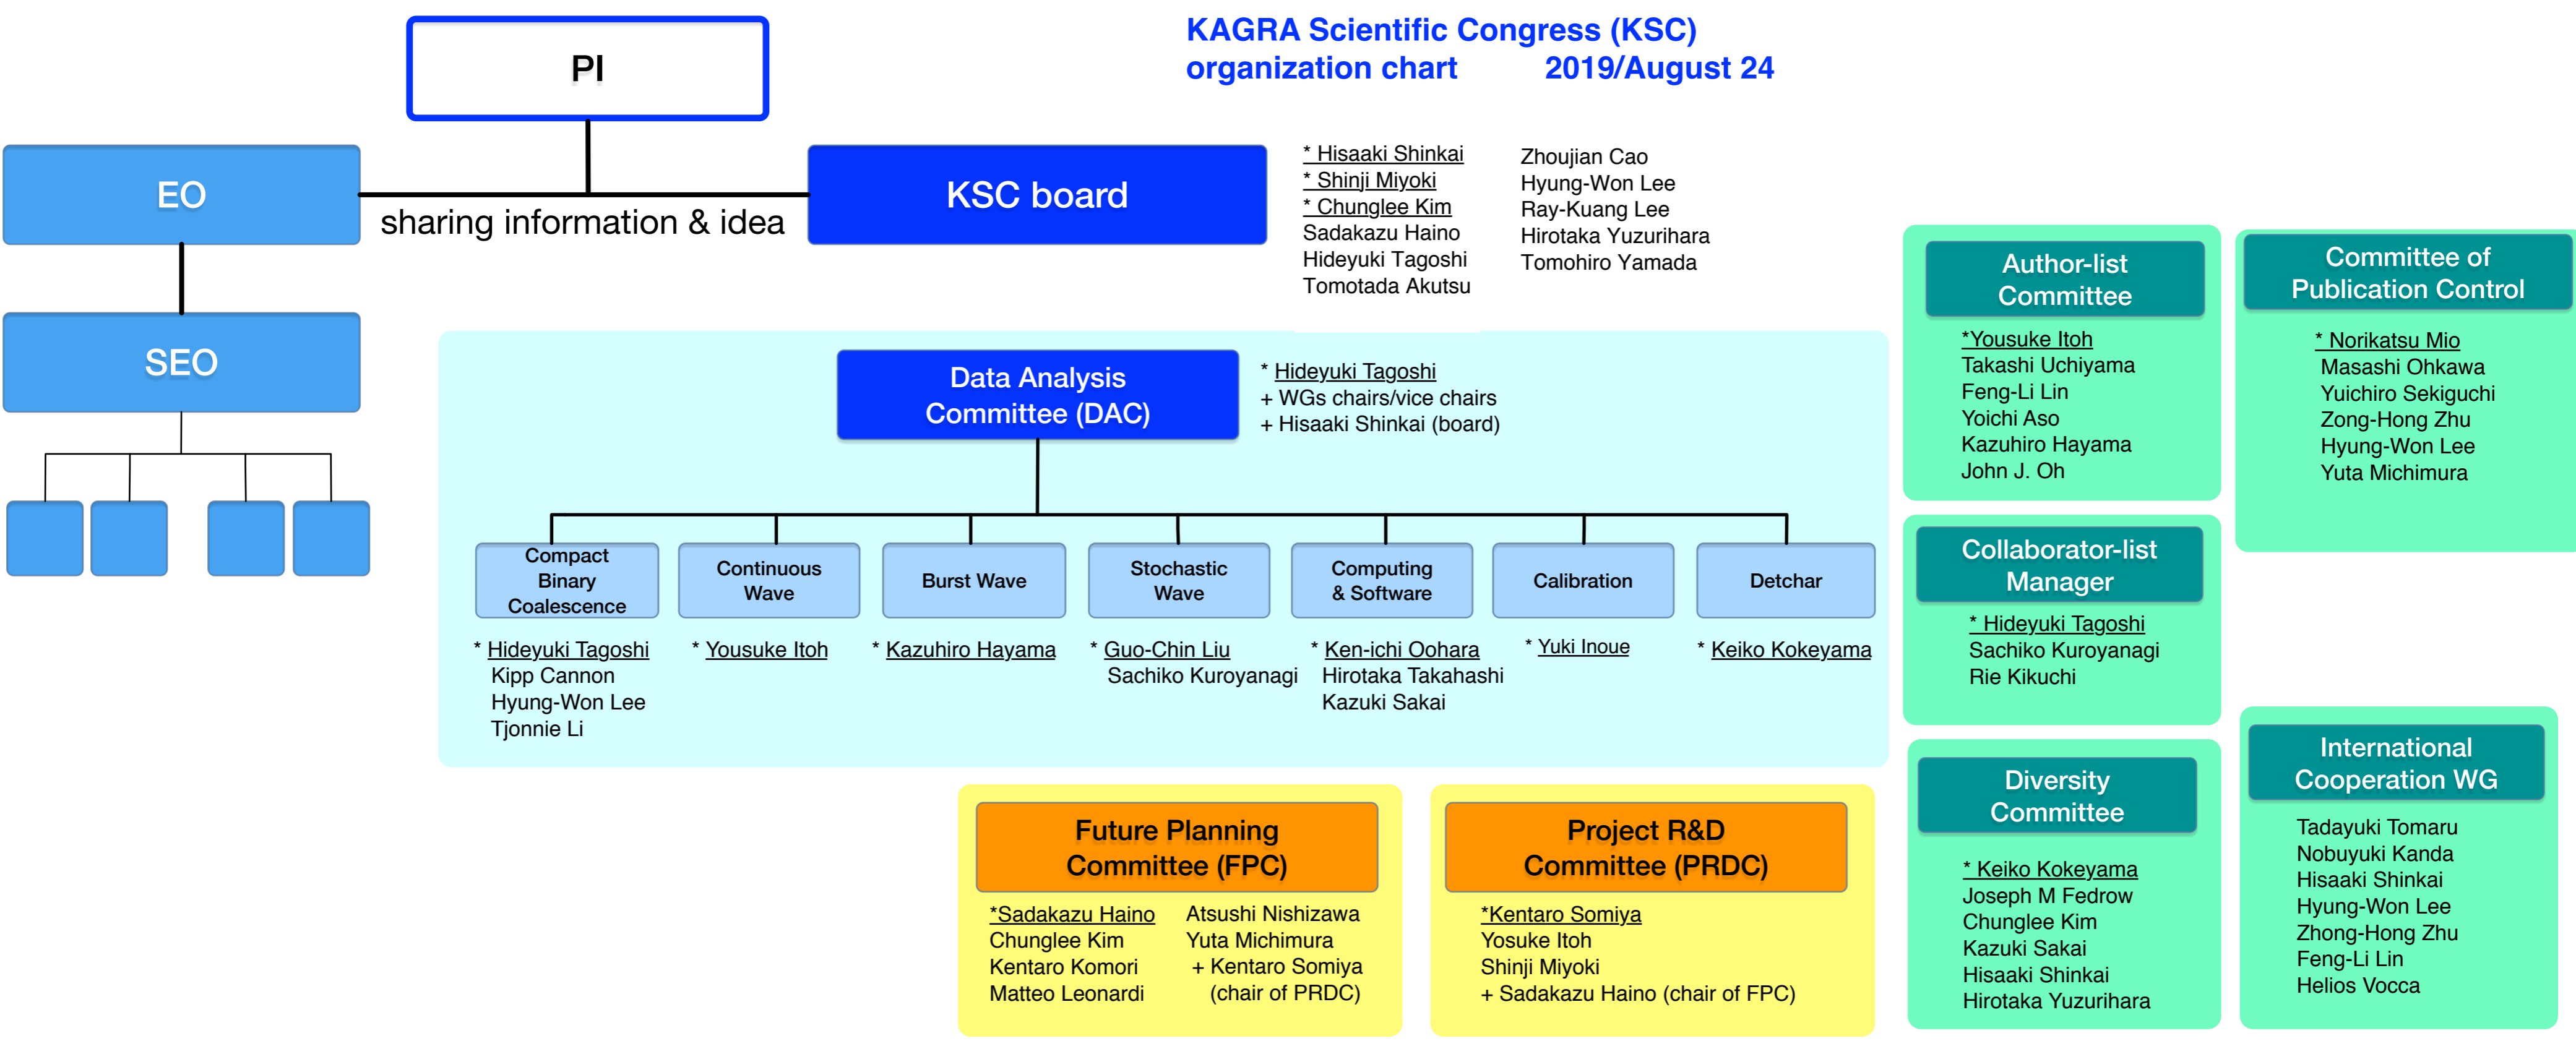 KAGRA Scientific Congress (KSC)
organization chart 2019/August 24
PI
EO
sharing information & idea
KSC board
* Hisaaki Shinkai
* Shinji Miyoki
* Chunglee Kim
Sadakazu Haino
Hideyuki Tagoshi
Tomotada Akutsu
Zhoujian Cao
Hyung-Won Lee
Ray-Kuang Lee
Hirotaka Yuzurihara
Tomohiro Yamada
SEO
Data Analysis
Committee (DAC)
* Hideyuki Tagoshi
+ WGs chairs/vice chairs
+ Hisaaki Shinkai (board)
Compact
Binary
Coalescence
* Hideyuki Tagoshi
Kipp Cannon
Hyung-Won Lee
Tjonnie Li
Continuous
Wave
* Yousuke Itoh
Burst Wave
* Kazuhiro Hayama
Stochastic
Wave
* Guo-Chin Liu
Sachiko Kuroyanagi
Computing
& Software
* Ken-ichi Oohara
Hirotaka Takahashi
Kazuki Sakai
Calibration
* Yuki Inoue
Detchar
* Keiko Kokeyama
Future Planning
Committee (FPC)
*Sadakazu Haino
Chunglee Kim
Kentaro Komori
Matteo Leonardi
Atsushi Nishizawa
Yuta Michimura
+ Kentaro Somiya
(chair of PRDC)
Project R&D
Committee (PRDC)
*Kentaro Somiya
Yosuke Itoh
Shinji Miyoki
+ Sadakazu Haino (chair of FPC)
Author-list
Committee
*Yousuke Itoh
Takashi Uchiyama
Feng-Li Lin
Yoichi Aso
Kazuhiro Hayama
John J. Oh
Committee of
Publication Control
* Norikatsu Mio
Masashi Ohkawa
Yuichiro Sekiguchi
Zong-Hong Zhu
Hyung-Won Lee
Yuta Michimura
Collaborator-list
Manager
* Hideyuki Tagoshi
Sachiko Kuroyanagi
Rie Kikuchi
Diversity
Committee
* Keiko Kokeyama
Joseph M Fedrow
Chunglee Kim
Kazuki Sakai
Hisaaki Shinkai
Hirotaka Yuzurihara
International
Cooperation WG
Tadayuki Tomaru
Nobuyuki Kanda
Hisaaki Shinkai
Hyung-Won Lee
Zhong-Hong Zhu
Feng-Li Lin
Helios Vocca